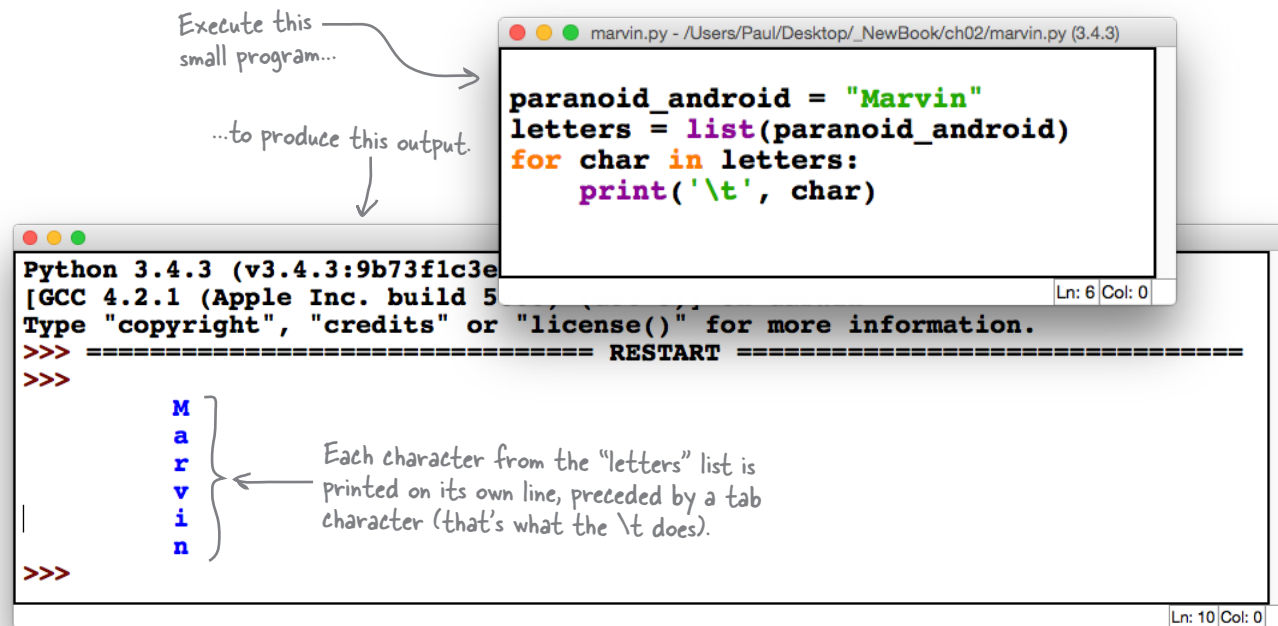 Execute this
small program...
...to produce this output.
marvin.py - /Users/Paul/Desktop/_NewBook/ch02/marvin.py (3.4.3)
paranoid_android = "Marvin"
letters = list(paranoid_android)
for char in letters:
    print('\t', char)
Ln: 6 Col: 0
Python 3.4.3 (v3.4.3:9b73f1c3e
[GCC 4.2.1 (Apple Inc. build 5
Type "copyright", "credits" or "license()" for more information.
>>> ================================ RESTART ================================
>>>
M
a
r
v
i
n
>>>
Each character from the “letters” list is
printed on its own line, preceded by a tab
character (that's what the \t does).
Ln: 10 Col: 0